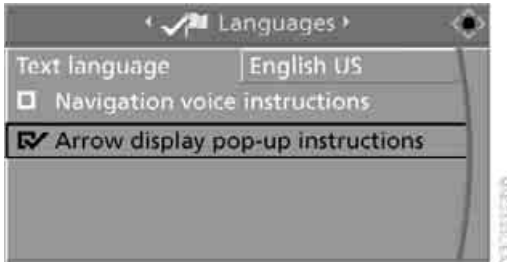 Languages
Text language English US
Navigation voice instructions
Arrow display pop-up instructions